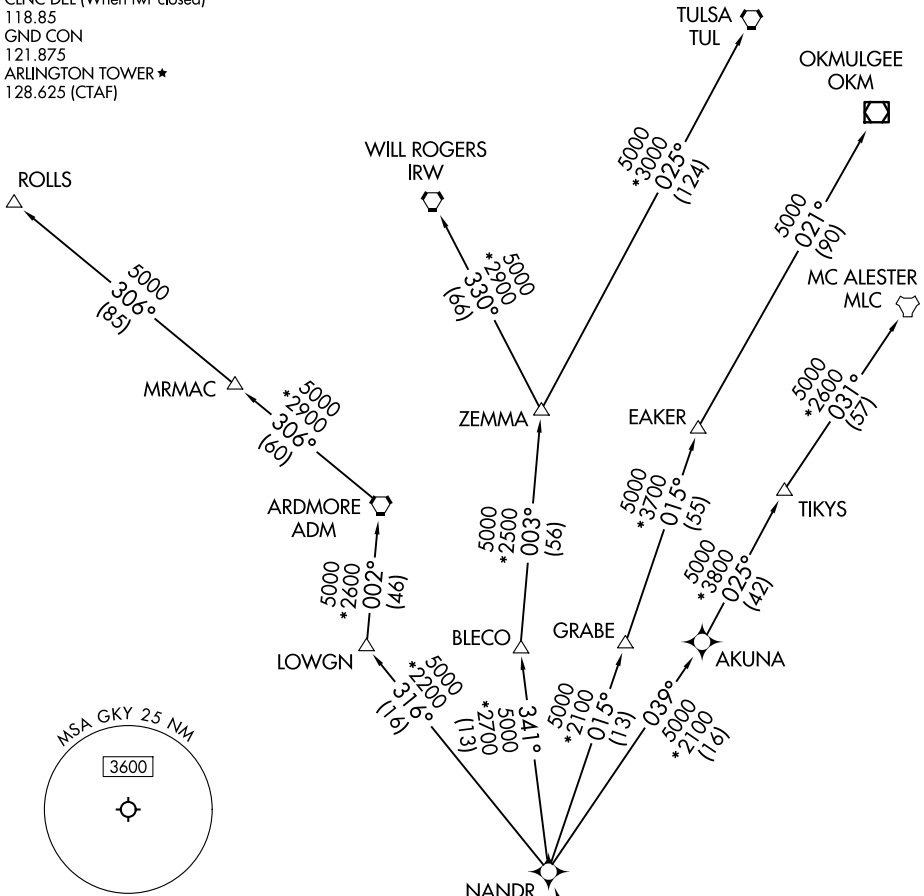 CLNC DEL (When twr closed)
118.85
GND CON
121.875
ARLINGTON TOWER ★
128.625 (CTAF)
TULSA
TUL
OKMULGEE
OKM
WILL ROGERS
IRW
ROLLS
5000
*3000
025°
(124)
5000
021°
(90)
5000
*2900
330°
(66)
MC ALESTER
MLC
5000
306°
(85)
MRMAC
5000
*2900
306°
(60)
ZEMMA
EAKER
5000
*2600
031°
(57)
ARDMORE
ADM
5000
*2500
003°
(56)
5000
*3700
015°
(55)
TIKYS
5000
*2600
002°
(46)
5000
*3800
025°
(42)
LOWGN
BLECO
GRABE
AKUNA
5000
*2200
316°
(16)
341°
5000
*2700
(13)
5000
*2100
015°
(13)
039°
5000
*2100
(16)
MSA GKY 25 NM
3600
NANDR